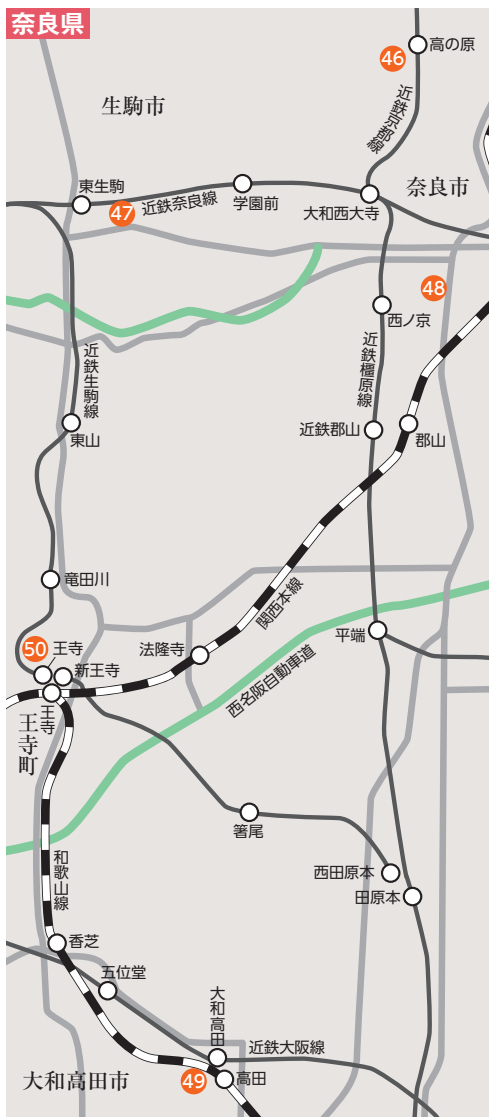 奈良県
46
高の原
生駒市
近鉄京都線
東生駒
47
近鉄奈良線
学園前
大和西大寺
奈良市
48
西ノ京
近鉄生駒線
近鉄橿原線
東山
近鉄郡山
郡山
竜田川
関西本線
50
王寺
新王寺
法隆寺
平端
王寺
西名阪自動車道
王寺町
箸尾
和歌山線
西田原本
田原本
香芝
五位堂
大和高田
近鉄大阪線
大和高田市
49
高田